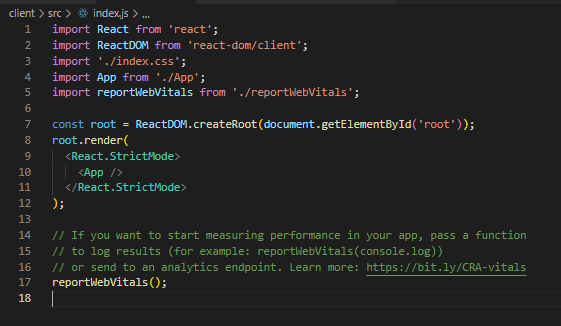 client > src > index.js > ...
1 import React from 'react';
2 import ReactDOM from 'react-dom/client';
3 import './index.css';
4 import App from './App';
5 import reportWebVitals from './reportWebVitals';
6
7 const root = ReactDOM.createRoot(document.getElementById('root'));
8 root.render(
9   <React.StrictMode>
10     <App />
11   </React.StrictMode>
12 );
13
14 // If you want to start measuring performance in your app, pass a function
15 // to log results (for example: reportWebVitals(console.log))
16 // or send to an analytics endpoint. Learn more: https://bit.ly/CRA-vitals
17 reportWebVitals();
18